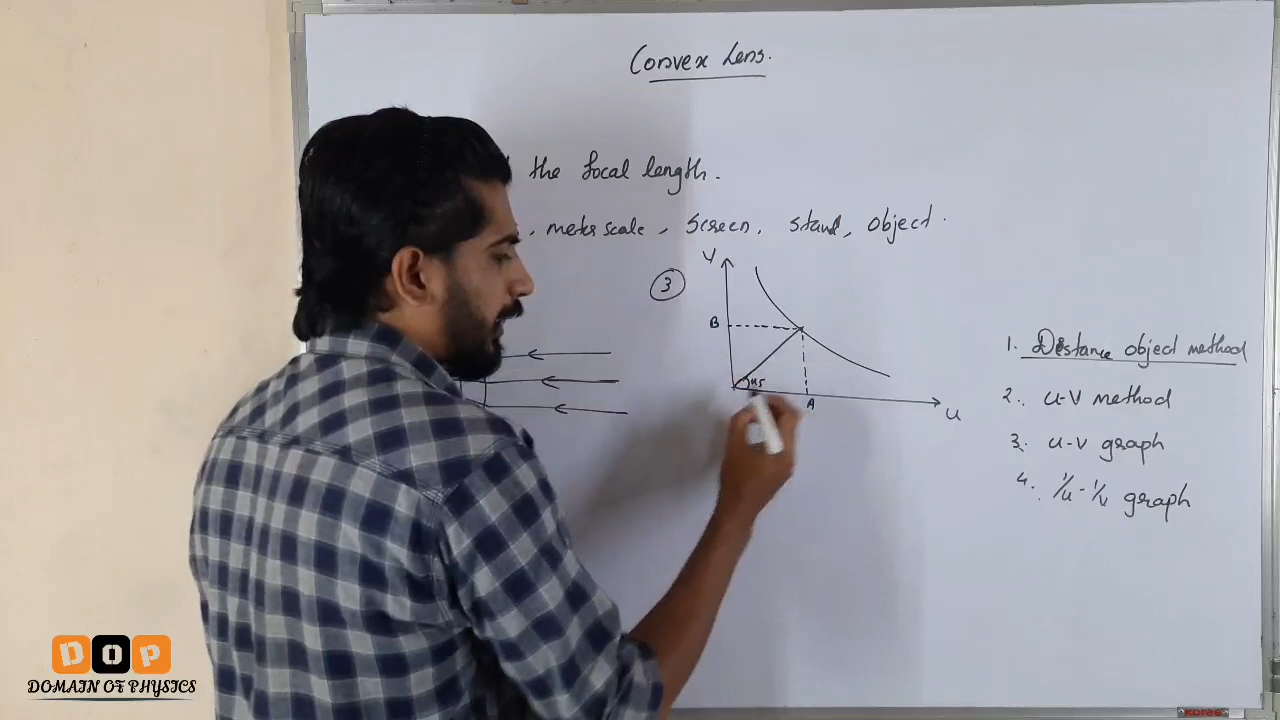 Convex Lens.
the focal length.
, meter scale, Screen, Stand, object.
3
V
B
45
A
u
1. Distance object method
2. u-v method
3. u-v graph
4. 1/u - 1/v graph
DOP
DOMAIN OF PHYSICS